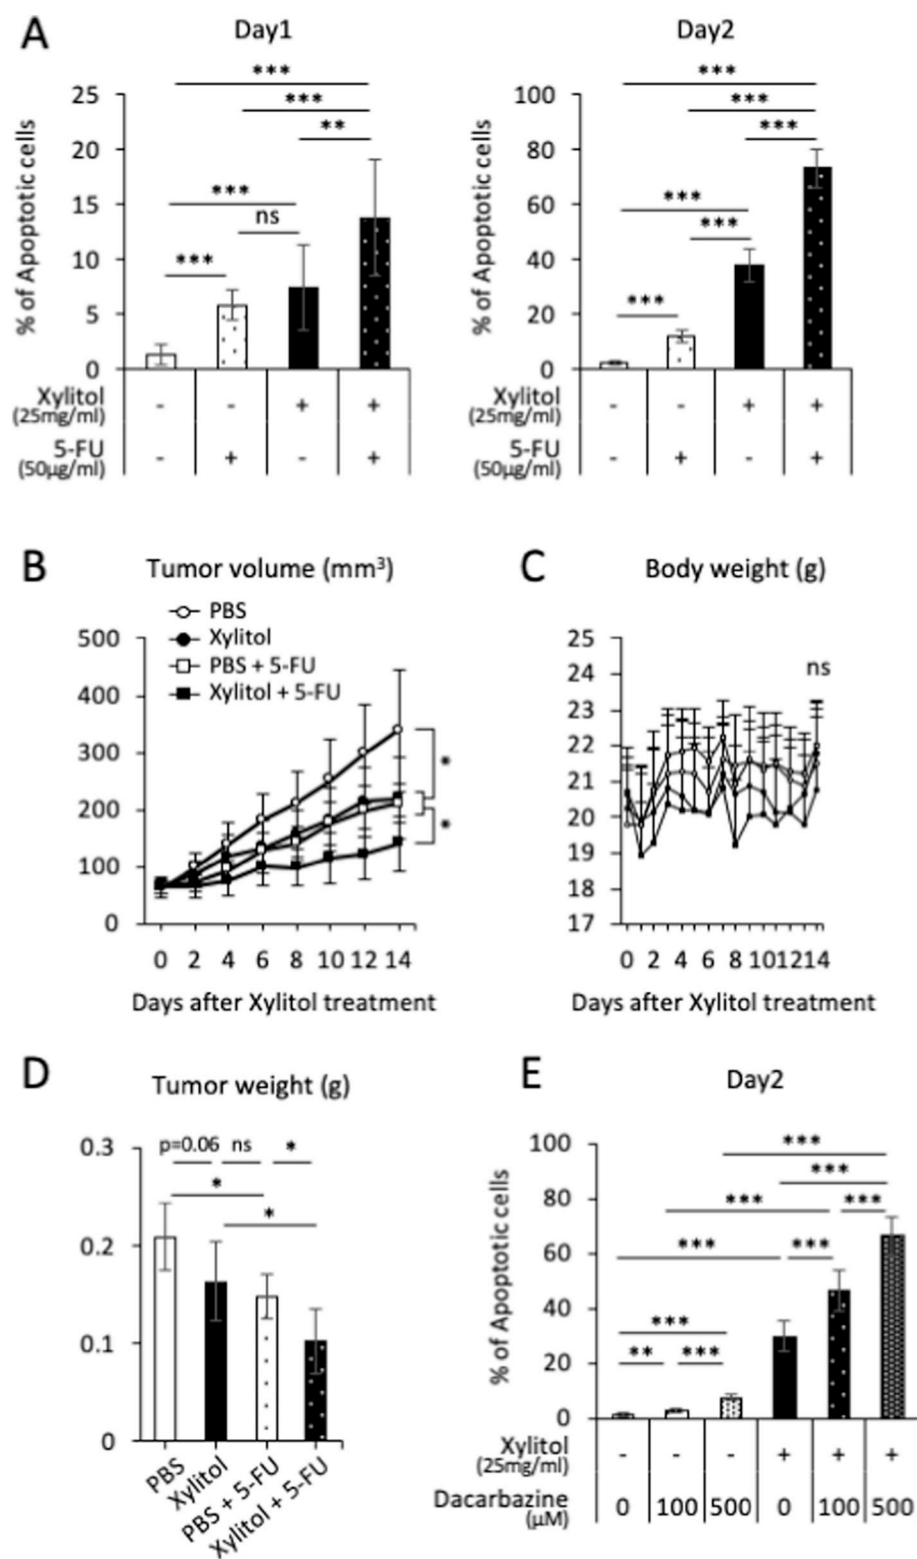 A
Day1
Day2
% of Apoptotic cells
25
20
15
10
5
0
***
***
**
***
ns
***
Xylitol
(25mg/ml)
- - + +
5-FU
(50μg/ml)
- + - +
% of Apoptotic cells
100
80
60
40
20
0
***
***
***
***
***
***
Xylitol
(25mg/ml)
- - + +
5-FU
(50μg/ml)
- + - +
B
Tumor volume (mm³)
PBS
Xylitol
PBS + 5-FU
Xylitol + 5-FU
500
400
300
200
100
0
*
*
0 2 4 6 8 10 12 14
Days after Xylitol treatment
C
Body weight (g)
25
24
23
22
21
20
19
18
17
ns
0 2 4 6 8 10 12 14
Days after Xylitol treatment
D
Tumor weight (g)
0.3
0.2
0.1
0
p=0.06 ns *
*
*
PBS
Xylitol
PBS + 5-FU
Xylitol + 5-FU
E
Day2
% of Apoptotic cells
100
80
60
40
20
0
***
***
*** ***
*** ***
***
** ***
Xylitol
(25mg/ml)
- - - + + +
Dacarbazine
(μM)
0 100 500 0 100 500